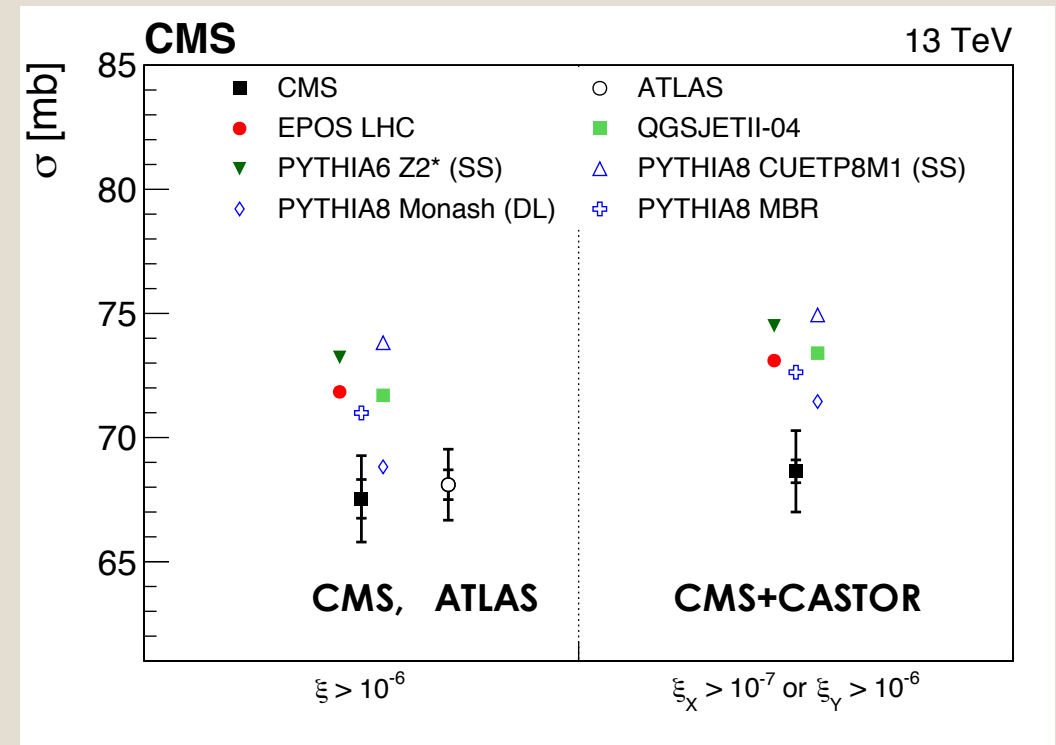 CMS 13 TeV
σ [mb]
85
80
75
70
65
CMS
ATLAS
EPOS LHC
QGSJETII-04
PYTHIA6 Z2* (SS)
PYTHIA8 CUETP8M1 (SS)
PYTHIA8 Monash (DL)
PYTHIA8 MBR
CMS, ATLAS
CMS+CASTOR
ξ > 10⁻⁶
ξ_X > 10⁻⁷ or ξ_Y > 10⁻⁶